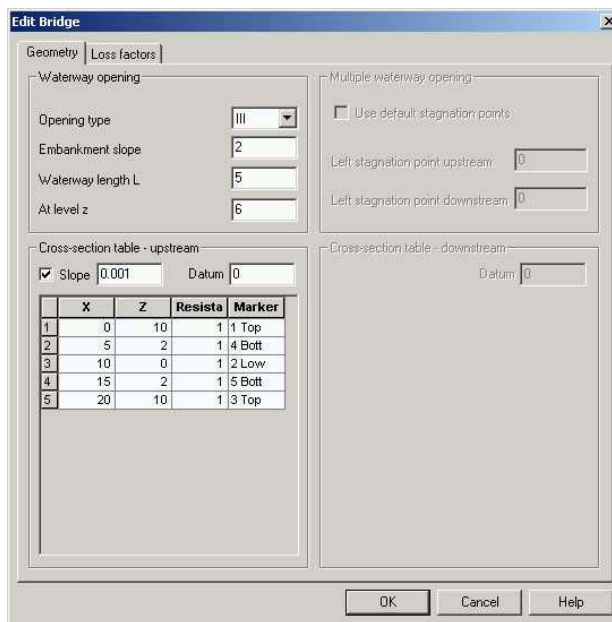 Edit Bridge
Geometry
Loss factors
Waterway opening
Opening type III
Embankment slope 2
Waterway length L 5
At level z 6
Multiple waterway opening
Use default stagnation points
Left stagnation point upstream 0
Left stagnation point downstream 0
Cross-section table - upstream
Slope 0.001 Datum 0
X Z Resista Marker
1 0 10 1 1 Top
2 5 2 1 4 Bott
3 10 0 1 2 Low
4 15 2 1 5 Bott
5 20 10 1 3 Top
Cross-section table - downstream
Datum 0
OK Cancel Help